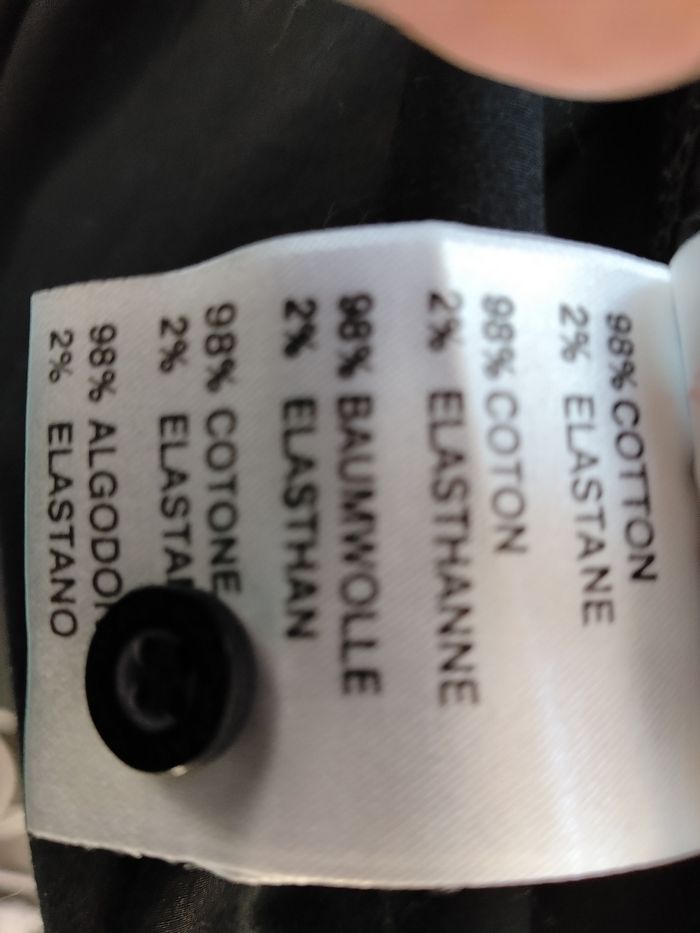 98% COTTON
2% ELASTANE
98% COTON
2% ELASTHANNE
98% BAUMWOLLE
2% ELASTHAN
98% COTONE
2%
98%
2% ELASTANO